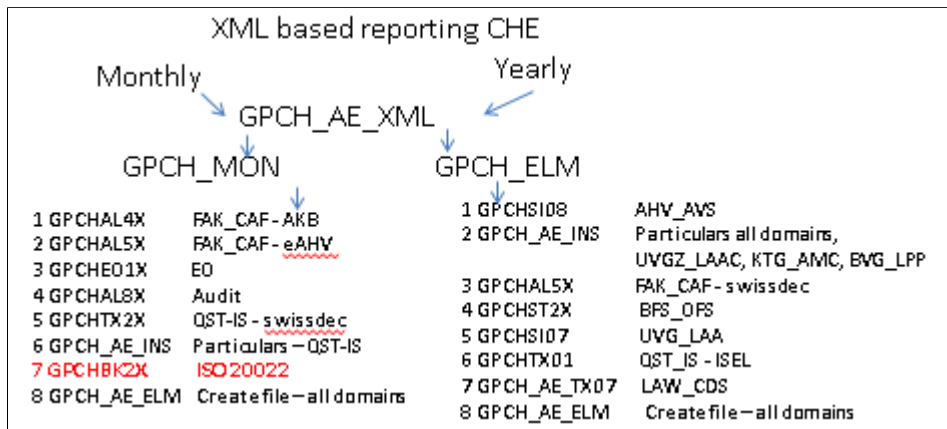 XML based reporting CHE
Monthly
Yearly
GPCH_AE_XML
GPCH_MON
GPCH_ELM
1 GPCHAL4X FAK_CAF-AKB
2 GPCHAL5X FAK_CAF-eAHV
3 GPCHEO1X EO
4 GPCHAL8X Audit
5 GPCHTX2X QST-IS-swissdec
6 GPCH_AE_INS Particulars–QST-IS
7 GPCHBK2X ISO20022
8 GPCH_AE_ELM Create file–all domains
1 GPCHSI08 AHV_AVS
2 GPCH_AE_INS Particulars all domains,
UVGZ_LAAC, KTG_AMC, BVG_LPP
3 GPCHAL5X FAK_CAF-swissdec
4 GPCHST2X BFS_OFS
5 GPCHSI07 UVG_LAA
6 GPCHTX01 QST_IS-ISEL
7 GPCH_AE_TX07 LAW_CDS
8 GPCH_AE_ELM Create file–all domains